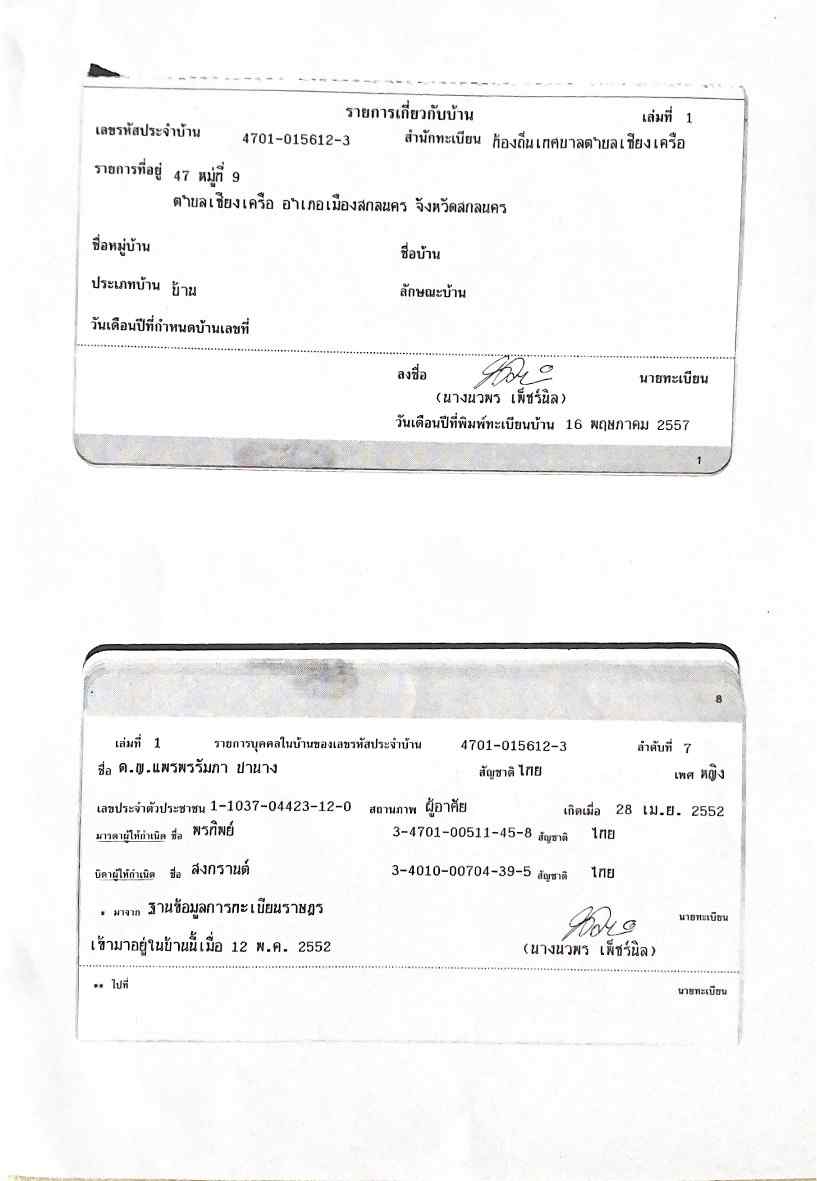 รายการเกี่ยวกับบ้าน เล่มที่ 1
เลขรหัสประจำบ้าน 4701-015612-3 สำนักทะเบียน ท้องถิ่นเทศบาลตำบลเชียงเครือ
รายการที่อยู่ 47 หมู่ที่ 9
ตำบลเชียงเครือ อำเภอเมืองสกลนคร จังหวัดสกลนคร
ชื่อหมู่บ้าน ชื่อบ้าน
ประเภทบ้าน บ้าน ลักษณะบ้าน
วันเดือนปีที่กำหนดบ้านเลขที่
ลงชื่อ นายทะเบียน
(นางนวพร เพ็ชร์นิล)
วันเดือนปีที่พิมพ์ทะเบียนบ้าน 16 พฤษภาคม 2557
1
8
เล่มที่ 1 รายการบุคคลในบ้านของเลขรหัสประจำบ้าน 4701-015612-3 ลำดับที่ 7
ชื่อ ด.ญ.แพรพรรัมภา ปานาง สัญชาติ ไทย เพศ หญิง
เลขประจำตัวประชาชน 1-1037-04423-12-0 สถานภาพ ผู้อาศัย เกิดเมื่อ 28 เม.ย. 2552
มารดาผู้ให้กำเนิด ชื่อ พรทิพย์ 3-4701-00511-45-8 สัญชาติ ไทย
บิดาผู้ให้กำเนิด ชื่อ สงกรานต์ 3-4010-00704-39-5 สัญชาติ ไทย
* มาจาก ฐานข้อมูลการทะเบียนราษฎร นายทะเบียน
เข้ามาอยู่ในบ้านนี้เมื่อ 12 พ.ค. 2552 (นางนวพร เพ็ชร์นิล)
** ไปที่ นายทะเบียน